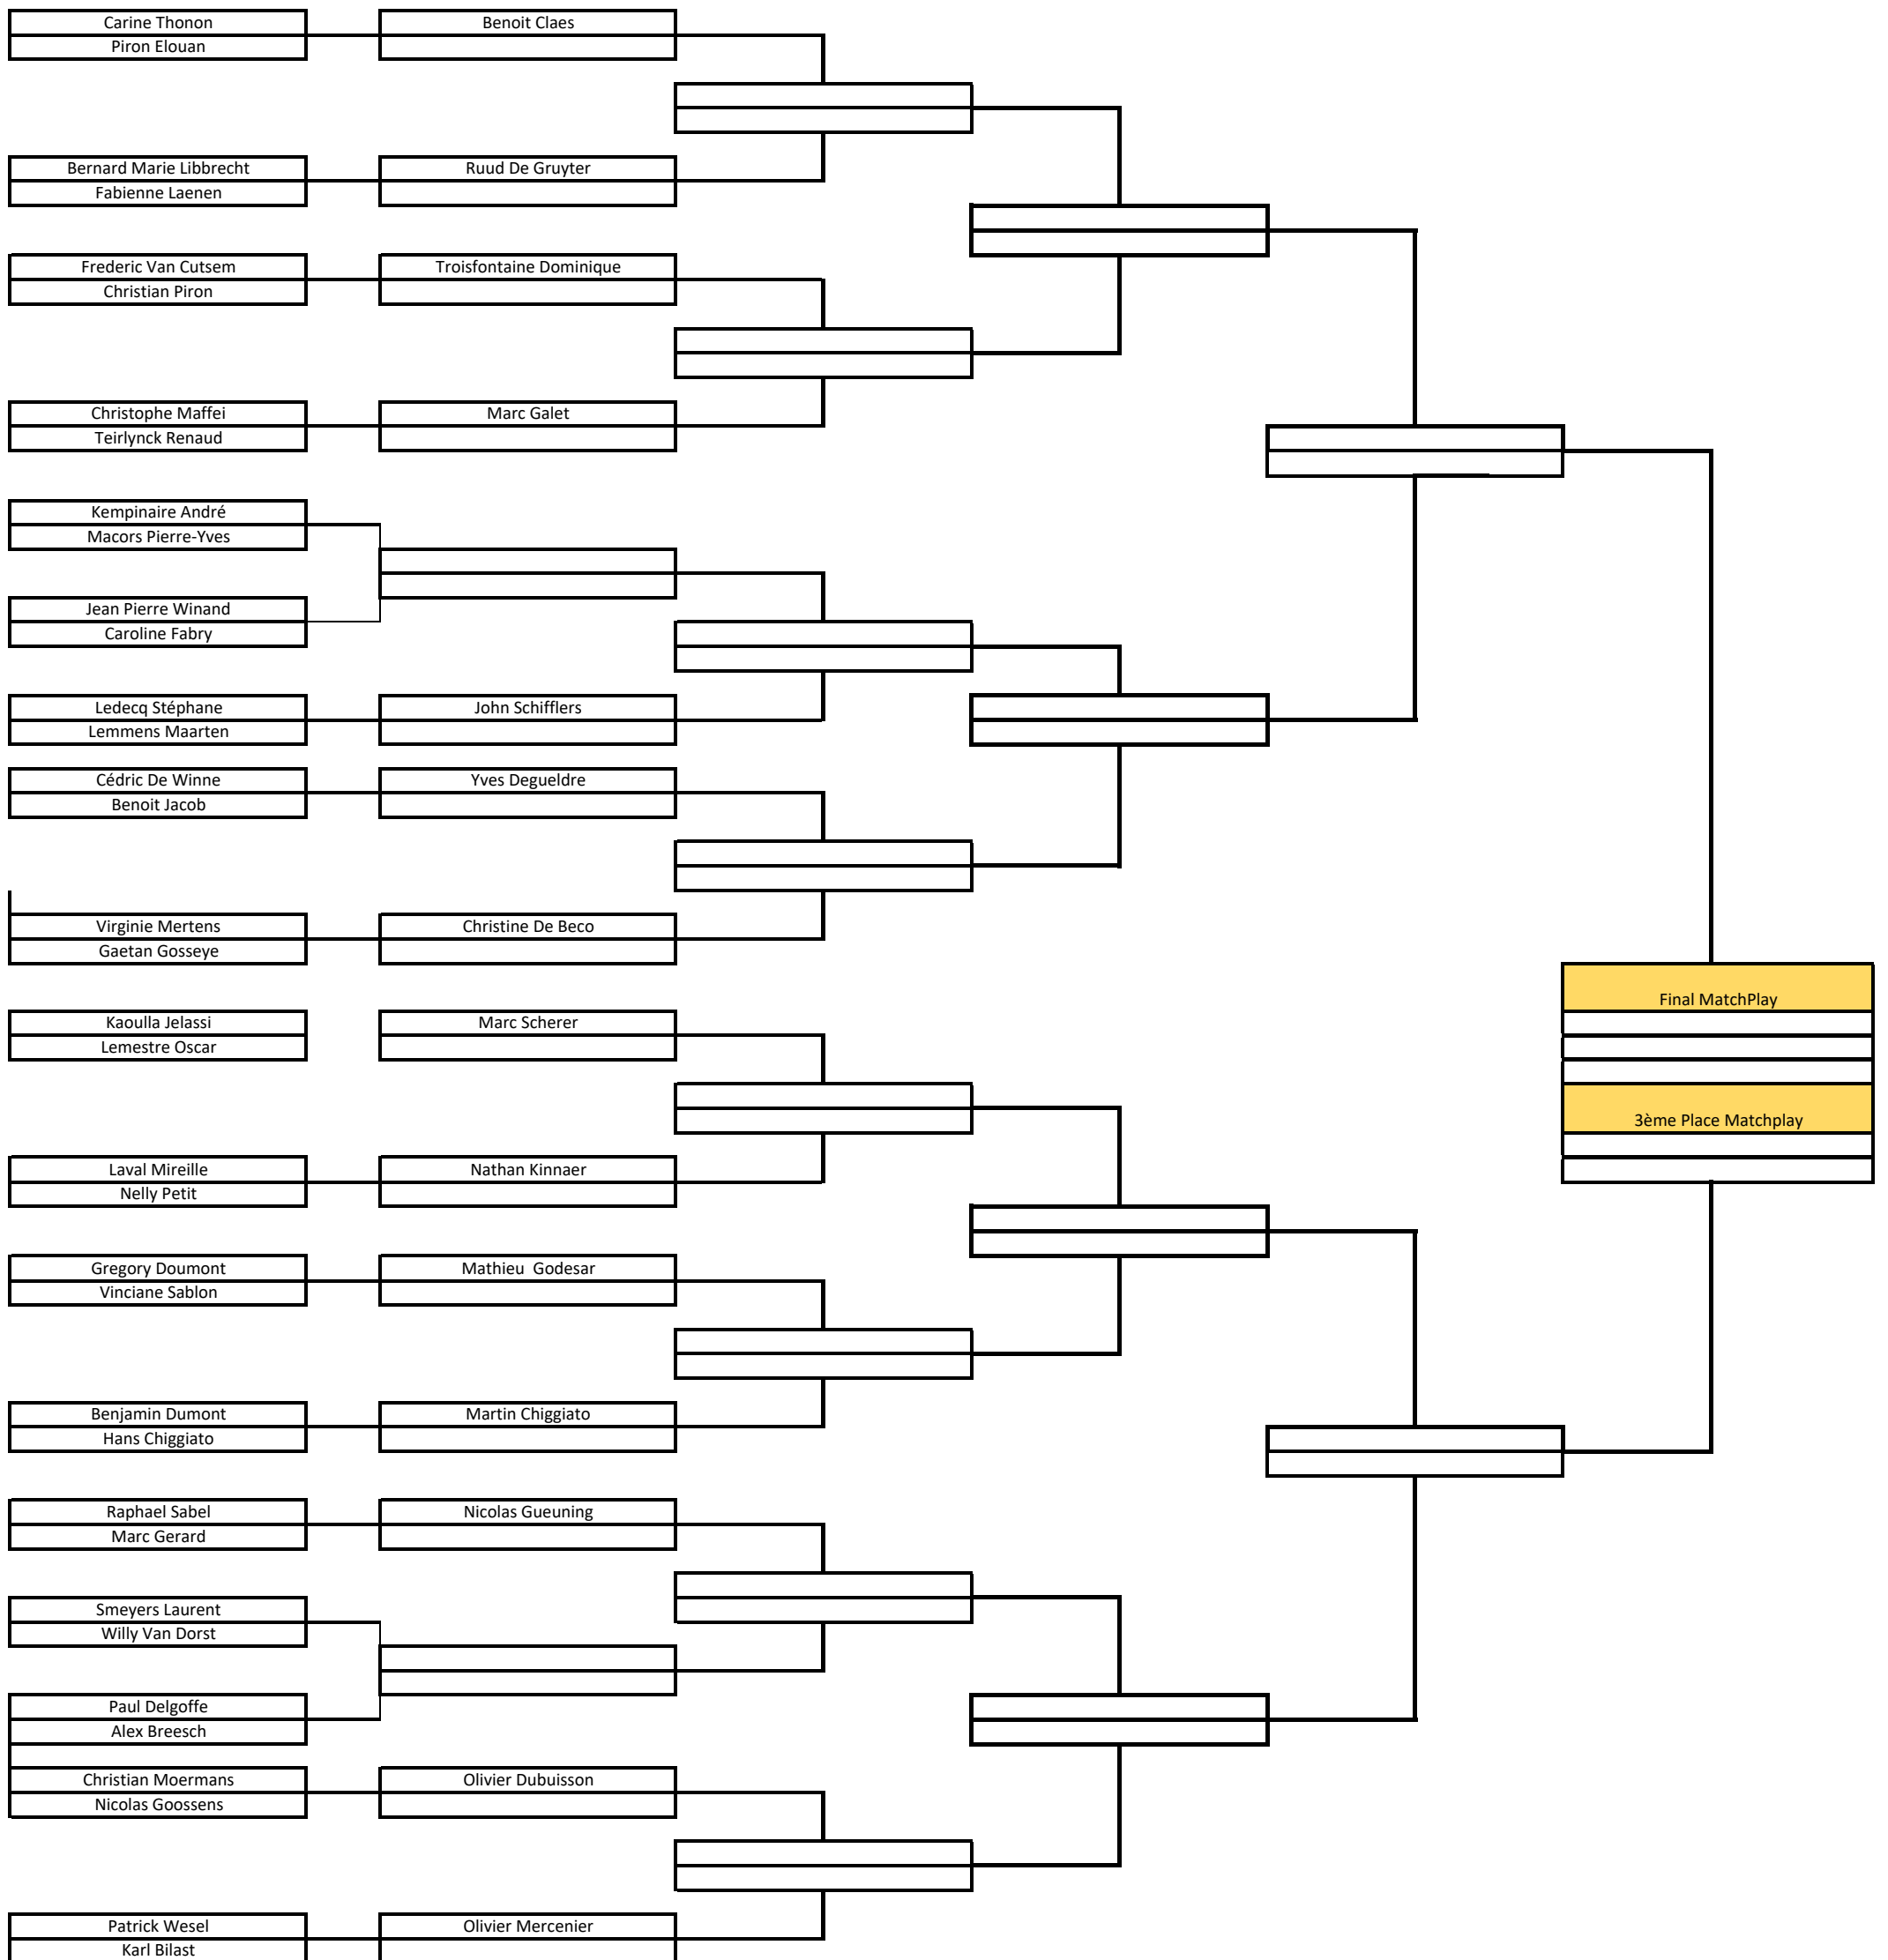 Carine Thonon
Benoit Claes
Piron Elouan
Bernard Marie Libbrecht
Ruud De Gruyter
Fabienne Laenen
Frederic Van Cutsem
Troisfontaine Dominique
Christian Piron
Christophe Maffei
Marc Galet
Teirlynck Renaud
Kempinaire André
Macors Pierre-Yves
Jean Pierre Winand
Caroline Fabry
Ledecq Stéphane
John Schifflers
Lemmens Maarten
Cédric De Winne
Yves Degueldre
Benoit Jacob
Virginie Mertens
Christine De Beco
Gaetan Gosseye
Final MatchPlay
Kaoulla Jelassi
Marc Scherer
Lemestre Oscar
3ème Place Matchplay
Laval Mireille
Nathan Kinnaer
Nelly Petit
Gregory Doumont
Mathieu  Godesar
Vinciane Sablon
Benjamin Dumont
Martin Chiggiato
Hans Chiggiato
Raphael Sabel
Nicolas Gueuning
Marc Gerard
Smeyers Laurent
Willy Van Dorst
Paul Delgoffe
Alex Breesch
Christian Moermans
Olivier Dubuisson
Nicolas Goossens
Patrick Wesel
Olivier Mercenier
Karl Bilast